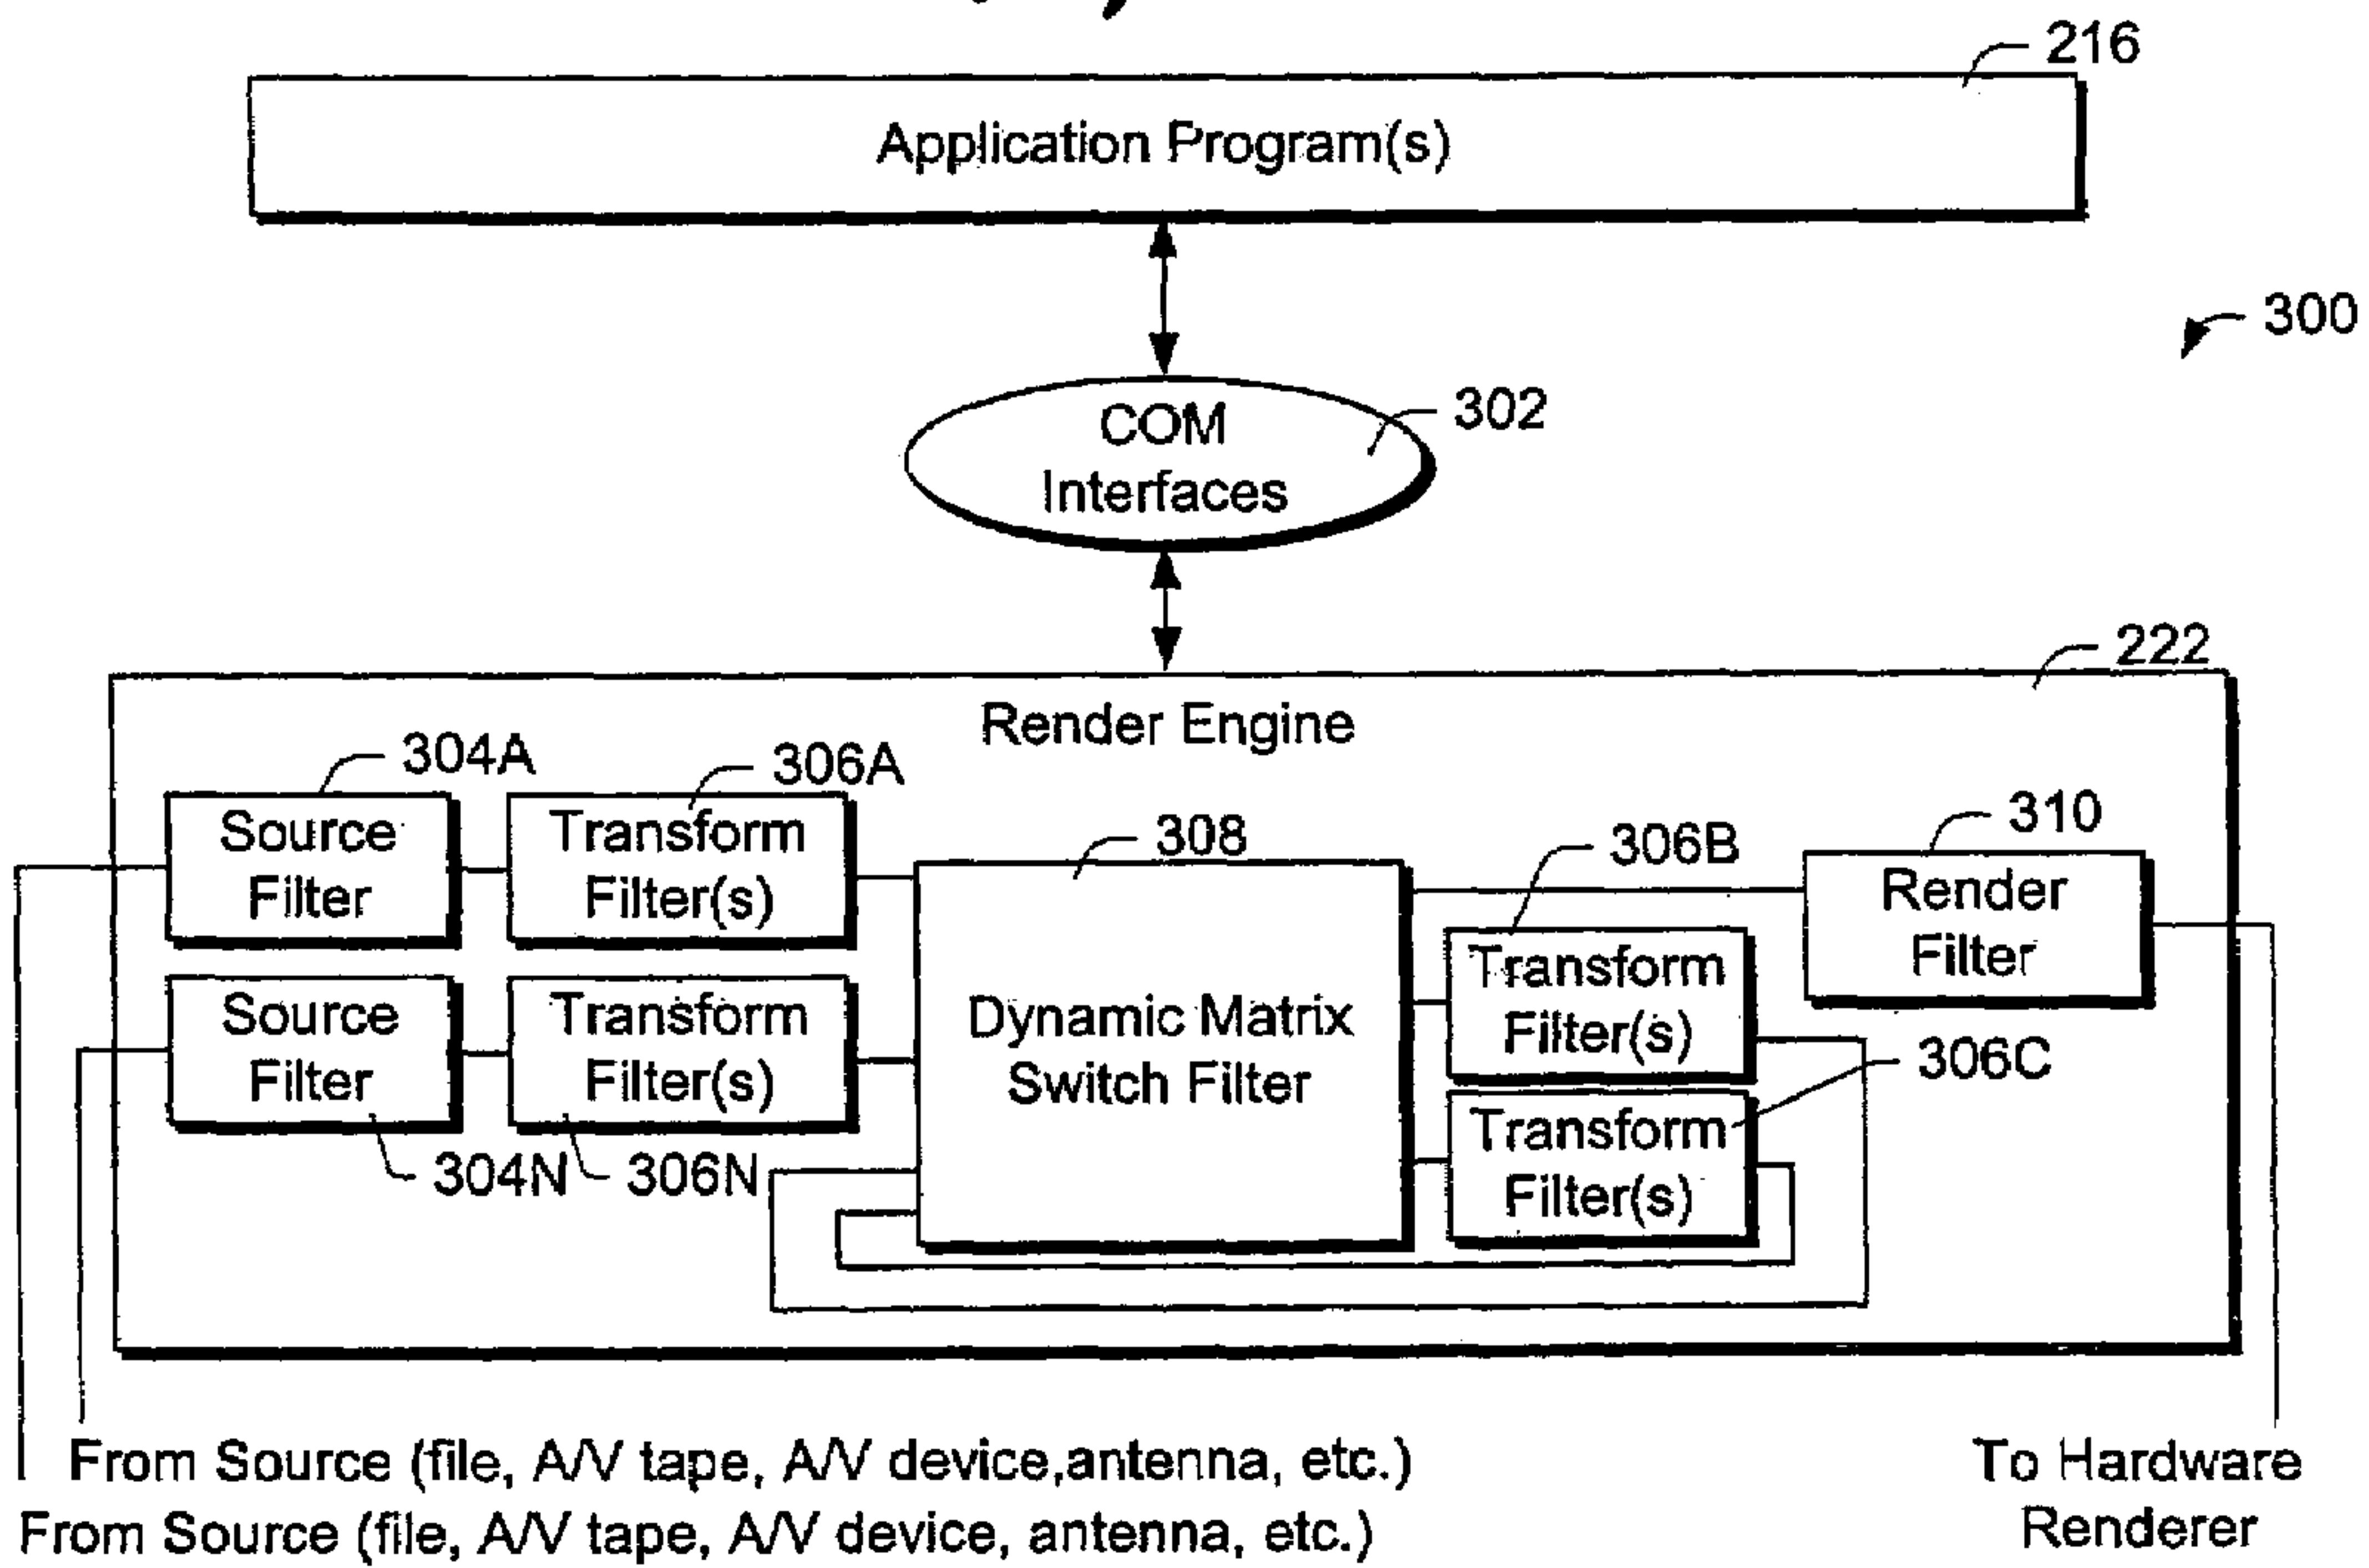 216
Application Program(s)
300
COM
Interfaces
302
222
Render Engine
304A
306A
Source
Filter
Transform
Filter(s)
308
306B
310
Render
Filter
Source
Filter
Transform
Filter(s)
Dynamic Matrix
Switch Filter
Transform
Filter(s)
306C
Transform
Filter(s)
304N
306N
From Source (file, A/V tape, A/V device,antenna, etc.)
From Source (file, A/V tape, A/V device, antenna, etc.)
To Hardware
Renderer